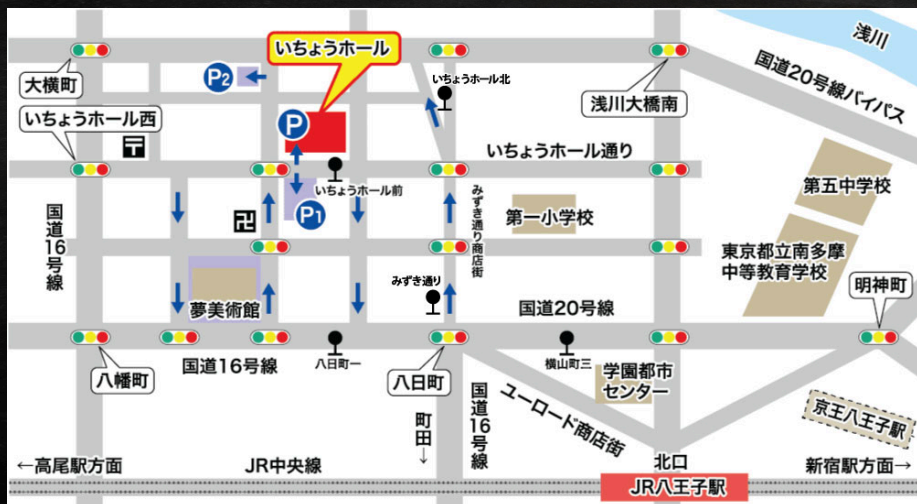 いちょうホール
浅川
大横町
P2
いちょうホール北
浅川大橋南
国道20号線バイパス
いちょうホール西
P
いちょうホール通り
いちょうホール前
P1
国道16号線
みずき通り商店街
第一小学校
第五中学校
東京都立南多摩
中等教育学校
夢美術館
みずき通り
国道20号線
明神町
国道16号線
八日町一
横山町三
八幡町
八日町
学園都市
センター
町田↓
国道16号線
ユーロード商店街
京王八王子駅
←高尾駅方面
JR中央線
北口
新宿駅方面→
JR八王子駅